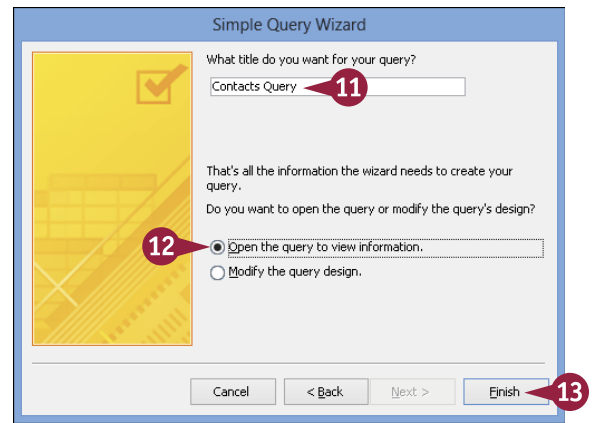 Simple Query Wizard
What title do you want for your query?
Contacts Query
11
That's all the information the wizard needs to create your
query.
Do you want to open the query or modify the query's design?
12
Open the query to view information.
Modify the query design.
Cancel
< Back
Next >
Finish
13